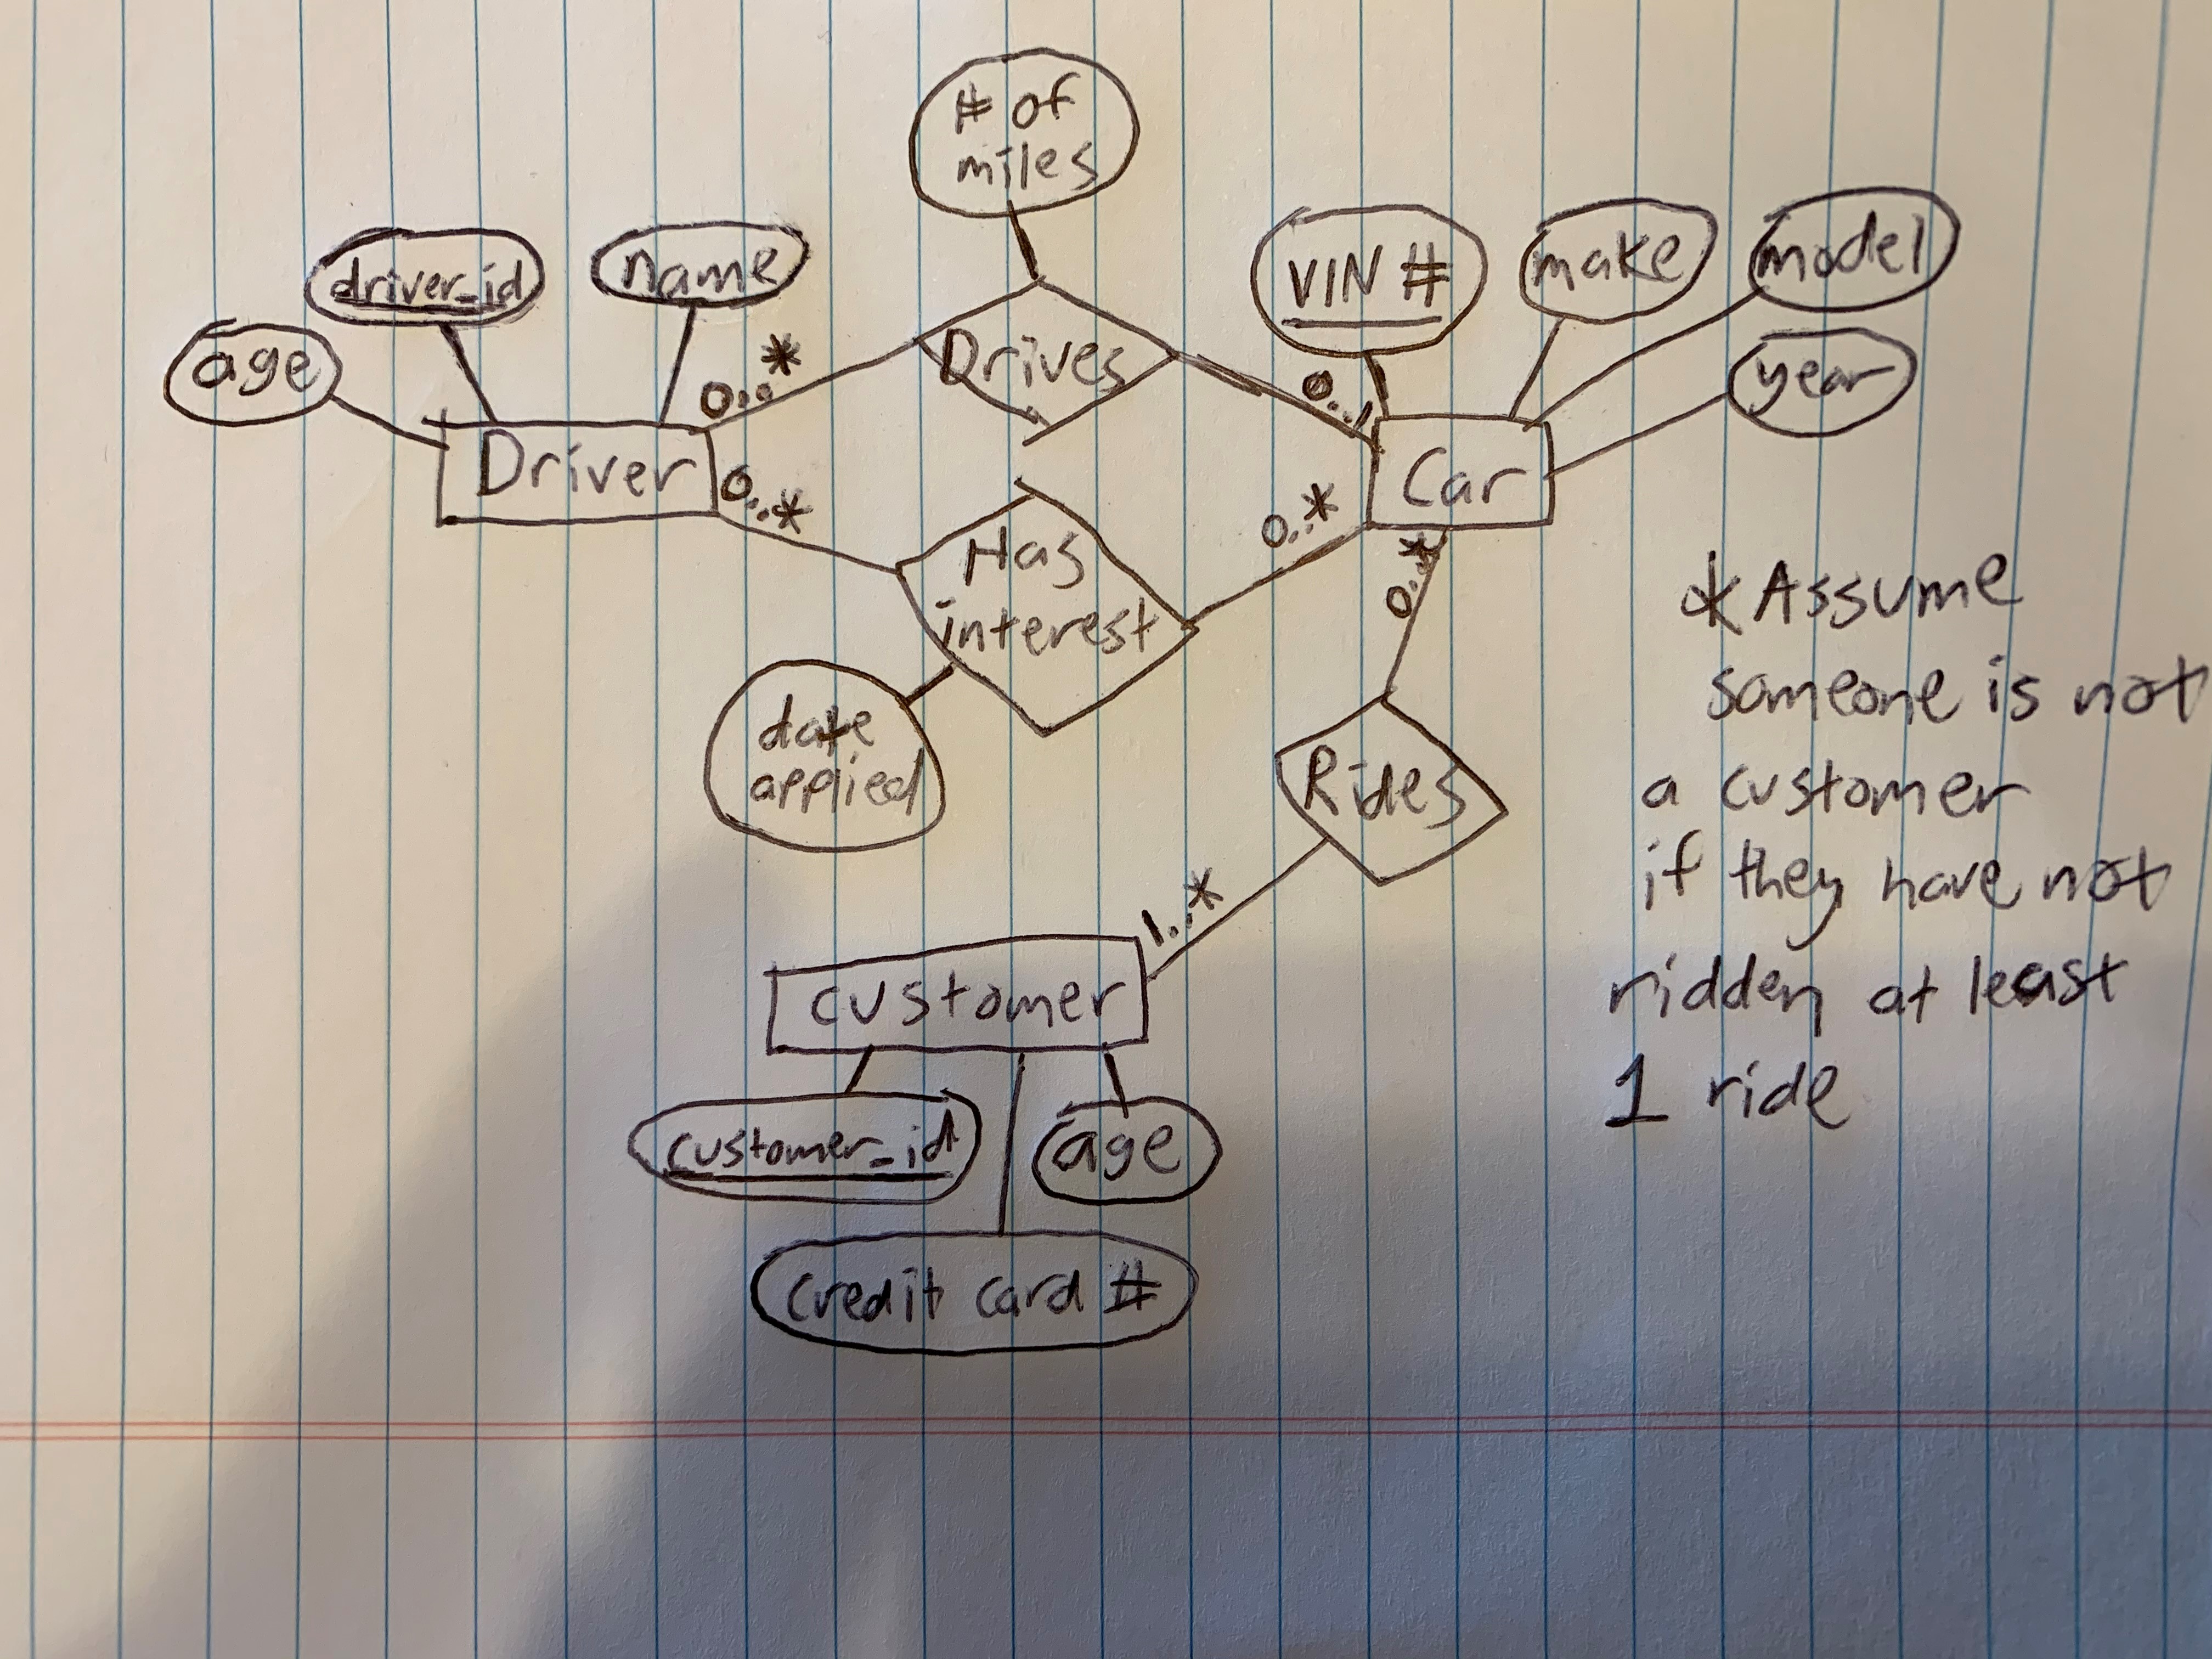 # of
miles
driver_id
name
age
VIN #
make
model
year
Drives
0..*
0..1
Driver
Car
0..*
0..*
0..*
Has
interest
date
applied
Rides
1..*
customer
customer_id
age
credit card #
* Assume
someone is not
a customer
if they have not
ridden at least
1 ride